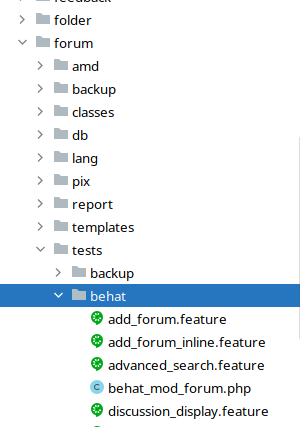 feedback
folder
forum
amd
backup
classes
db
lang
pix
report
templates
tests
backup
behat
add_forum.feature
add_forum_inline.feature
advanced_search.feature
C behat_mod_forum.php
discussion_display.feature